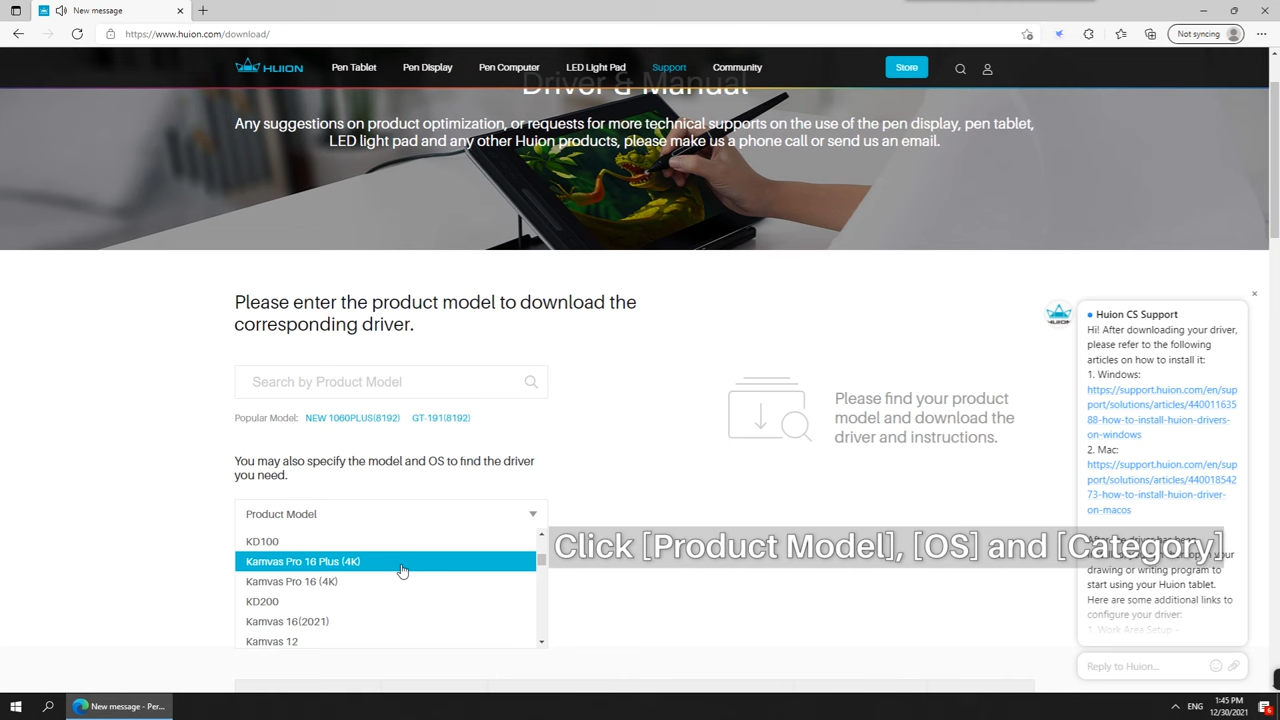 New message
https://www.huion.com/download/
Not syncing
HUION
Pen Tablet
Pen Display
Pen Computer
LED Light Pad
Support
Community
Store
Driver & Manual
Any suggestions on product optimization, or requests for more technical supports on the use of the pen display, pen tablet,
LED light pad and any other Huion products, please make us a phone call or send us an email.
Please enter the product model to download the
corresponding driver.
Search by Product Model
Popular Model: NEW 1060PLUS(8192) GT-191(8192)
You may also specify the model and OS to find the driver
you need.
Product Model
KD100
Kamvas Pro 16 Plus (4K)
Kamvas Pro 16 (4K)
KD200
Kamvas 16(2021)
Kamvas 12
Please find your product
model and download the
driver and instructions.
Click [Product Model], [OS] and [Category]
HUION
Huion CS Support
Hi! After downloading your driver,
please refer to the following
articles on how to install it:
1. Windows:
https://support.huion.com/en/sup
port/solutions/articles/440011635
88-how-to-install-huion-drivers-
on-windows
2. Mac:
https://support.huion.com/en/sup
port/solutions/articles/440018542
73-how-to-install-huion-driver-
on-macos
drawing or writing program to
start using your Huion tablet.
Here are some additional links to
configure your driver:
1. Work Area Setup -
Reply to Huion...
New message - Per...
ENG
1:45 PM
12/30/2021
6